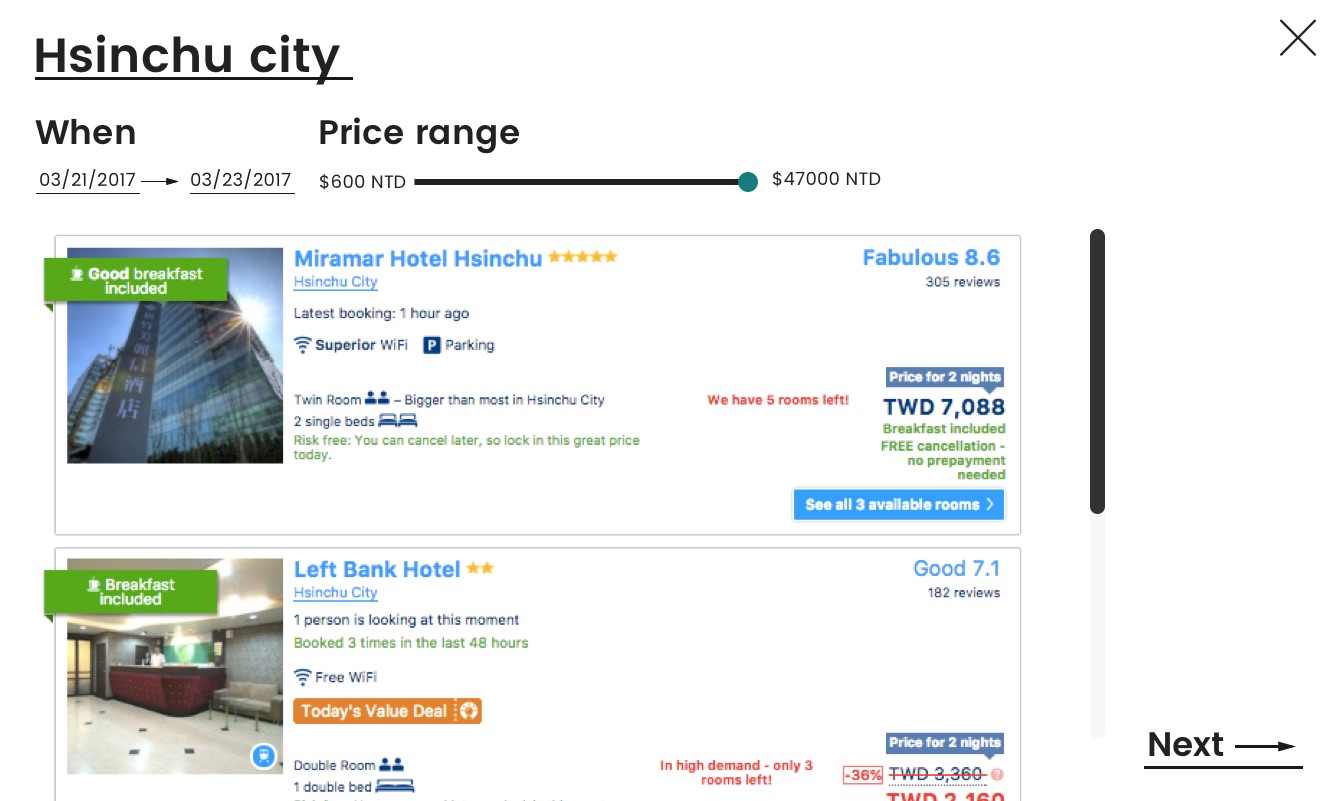 Hsinchu city
When
Price range
03/21/2017
03/23/2017
$600 NTD
$47000 NTD
Good breakfast
included
Miramar Hotel Hsinchu
Fabulous 8.6
Hsinchu City
305 reviews
Latest booking: 1 hour ago
Superior WiFi
P Parking
Price for 2 nights
Twin Room – Bigger than most in Hsinchu City
We have 5 rooms left!
TWD 7,088
2 single beds
Breakfast included
Risk free: You can cancel later, so lock in this great price
today.
FREE cancellation -
no prepayment
needed
See all 3 available rooms
Breakfast
included
Left Bank Hotel
Good 7.1
Hsinchu City
182 reviews
1 person is looking at this moment
Booked 3 times in the last 48 hours
Free WiFi
Today's Value Deal
Price for 2 nights
Double Room
In high demand - only 3
rooms left!
-36%
TWD 3,360
?
1 double bed
Next